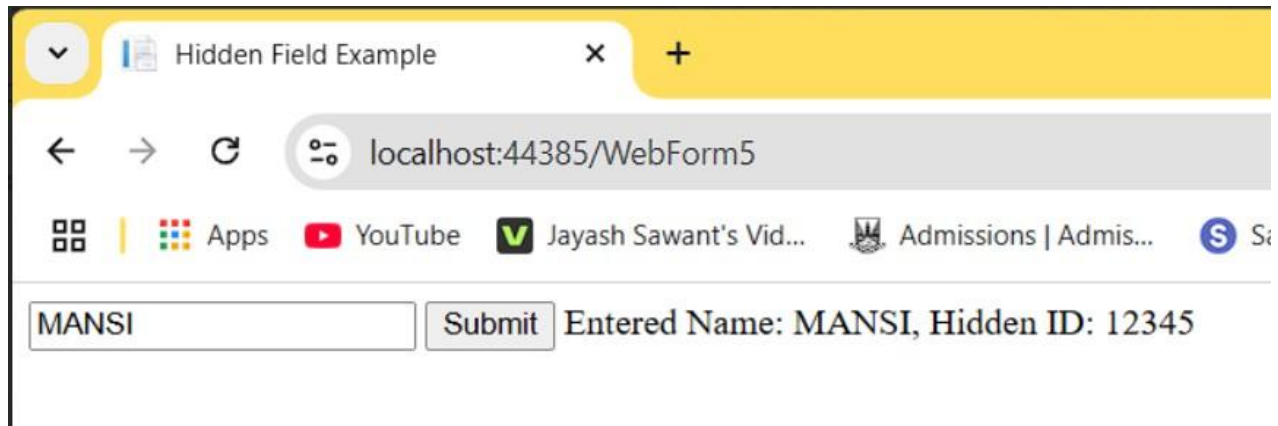 Hidden Field Example
localhost:44385/WebForm5
Apps YouTube Jayash Sawant's Vid... Admissions | Admis... S Sa
MANSI Submit Entered Name: MANSI, Hidden ID: 12345